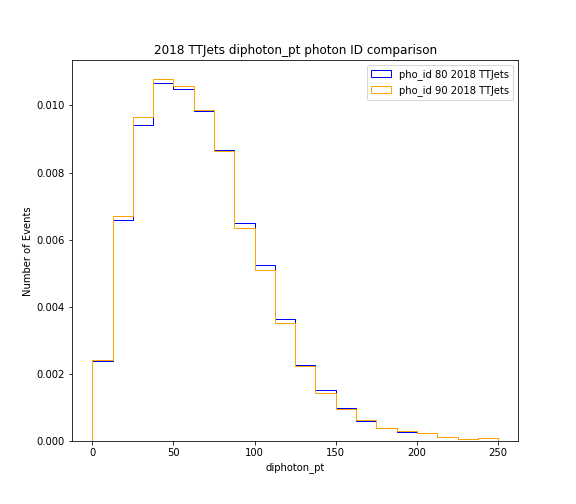 2018 TTJets diphoton_pt photon ID comparison
pho_id 80 2018 TTJets
pho_id 90 2018 TTJets
Number of Events
0.010
0.008
0.006
0.004
0.002
0.000
0
50
100
150
200
250
diphoton_pt